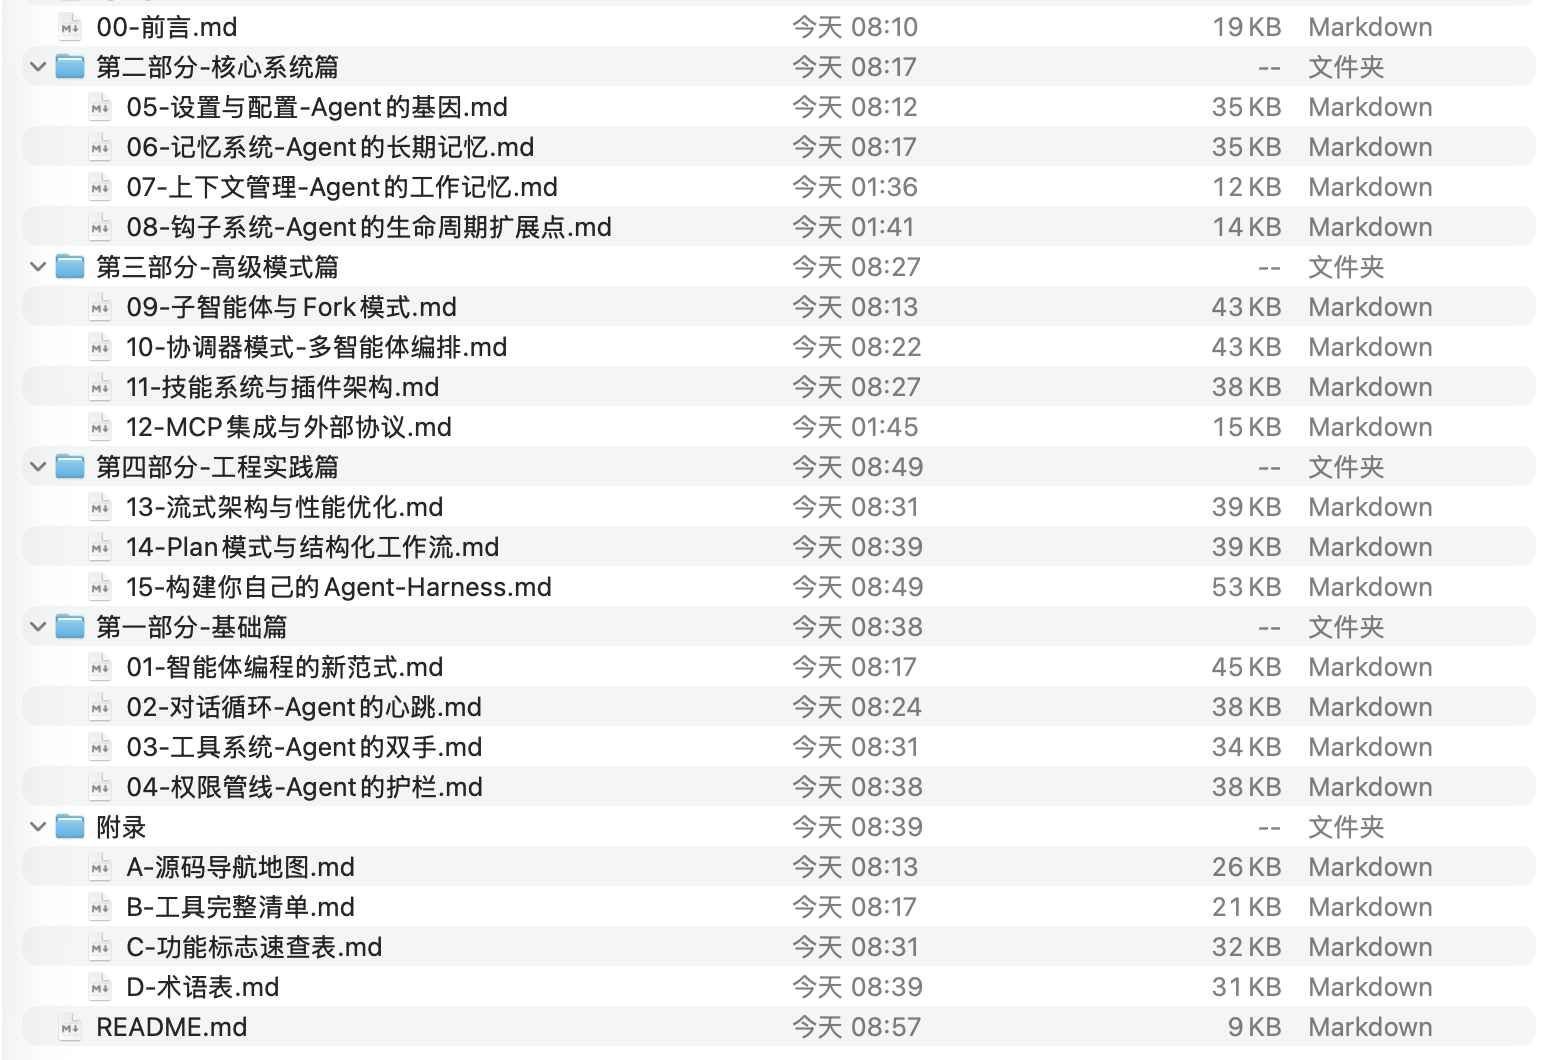 00-前言.md 今天 08:10 19 KB Markdown
第二部分-核心系统篇 今天 08:17 -- 文件夹
05-设置与配置-Agent的基因.md 今天 08:12 35 KB Markdown
06-记忆系统-Agent的长期记忆.md 今天 08:17 35 KB Markdown
07-上下文管理-Agent的工作记忆.md 今天 01:36 12 KB Markdown
08-钩子系统-Agent的生命周期扩展点.md 今天 01:41 14 KB Markdown
第三部分-高级模式篇 今天 08:27 -- 文件夹
09-子智能体与Fork模式.md 今天 08:13 43 KB Markdown
10-协调器模式-多智能体编排.md 今天 08:22 43 KB Markdown
11-技能系统与插件架构.md 今天 08:27 38 KB Markdown
12-MCP集成与外部协议.md 今天 01:45 15 KB Markdown
第四部分-工程实践篇 今天 08:49 -- 文件夹
13-流式架构与性能优化.md 今天 08:31 39 KB Markdown
14-Plan模式与结构化工作流.md 今天 08:39 39 KB Markdown
15-构建你自己的Agent-Harness.md 今天 08:49 53 KB Markdown
第一部分-基础篇 今天 08:38 -- 文件夹
01-智能体编程的新范式.md 今天 08:17 45 KB Markdown
02-对话循环-Agent的心跳.md 今天 08:24 38 KB Markdown
03-工具系统-Agent的双手.md 今天 08:31 34 KB Markdown
04-权限管线-Agent的护栏.md 今天 08:38 38 KB Markdown
附录 今天 08:39 -- 文件夹
A-源码导航地图.md 今天 08:13 26 KB Markdown
B-工具完整清单.md 今天 08:17 21 KB Markdown
C-功能标志速查表.md 今天 08:31 32 KB Markdown
D-术语表.md 今天 08:39 31 KB Markdown
README.md 今天 08:57 9 KB Markdown